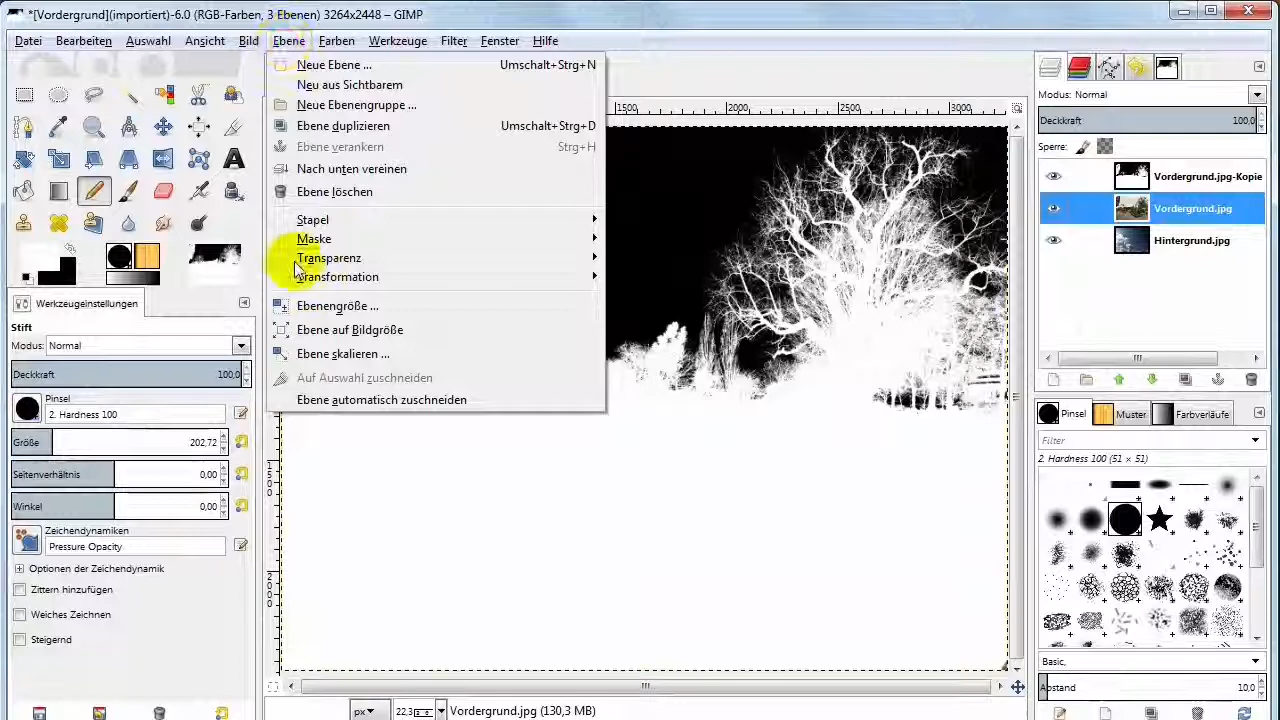 *[Vordergrund](importiert)-6.0 (RGB-Farben, 3 Ebenen) 3264x2448 – GIMP
Datei Bearbeiten Auswahl Ansicht Bild Ebene Farben Werkzeuge Filter Fenster Hilfe
Neue Ebene ... Umschalt+Strg+N
Neu aus Sichtbarem
Neue Ebenengruppe ...
Ebene duplizieren Umschalt+Strg+D
Ebene verankern Strg+H
Nach unten vereinen
Ebene löschen
Stapel
Maske
Transparenz
Transformation
Ebenengröße ...
Ebene auf Bildgröße
Ebene skalieren ...
Auf Auswahl zuschneiden
Ebene automatisch zuschneiden
Werkzeugeinstellungen
Stift
Modus: Normal
Deckkraft 100,0
Pinsel
2. Hardness 100
Größe 202,72
Seitenverhältnis 0,00
Winkel 0,00
Zeichendynamiken
Pressure Opacity
Optionen der Zeichendynamik
Zittern hinzufügen
Weiches Zeichnen
Steigernd
1500 2000 2500 3000
1500
2000
px 22,3 Vordergrund.jpg (130,3 MB)
Modus: Normal
Deckkraft 100,0
Sperre:
Vordergrund.jpg-Kopie
Vordergrund.jpg
Hintergrund.jpg
Pinsel Muster Farbverläufe
Filter
2. Hardness 100 (51 × 51)
Basic,
Abstand 10,0